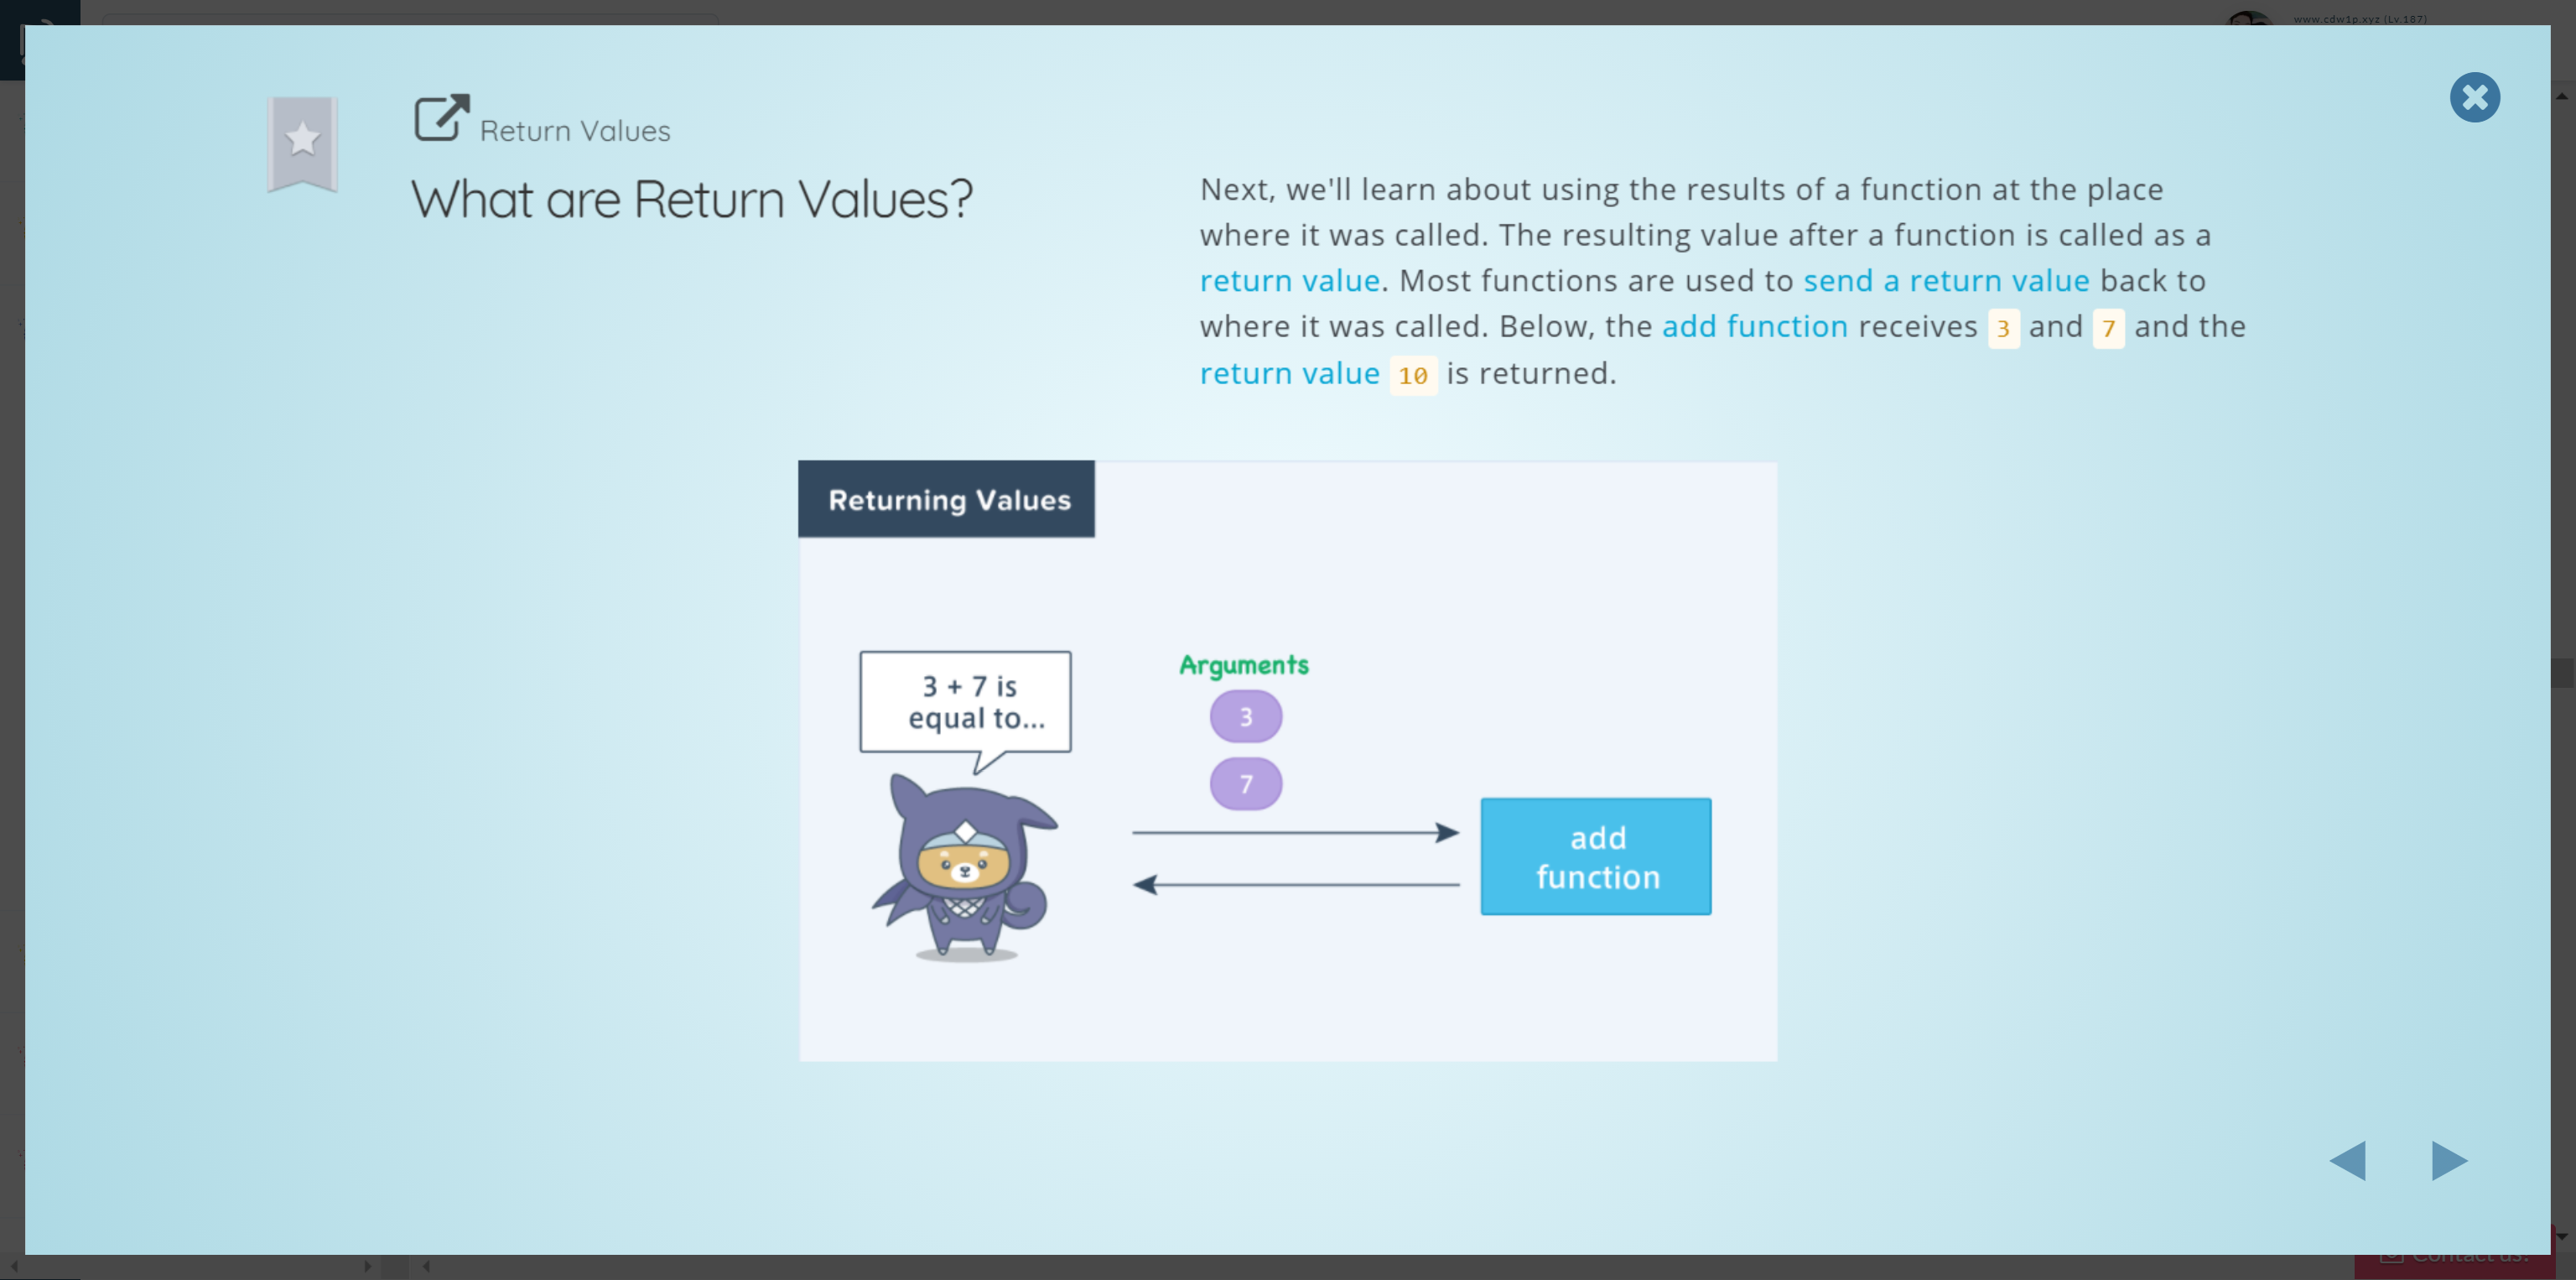 www.cdw1p.xyz (Lv.187)
Return Values
What are Return Values?
Next, we'll learn about using the results of a function at the place
where it was called. The resulting value after a function is called as a
return value. Most functions are used to send a return value back to
where it was called. Below, the add function receives 3 and 7 and the
return value 10 is returned.
Returning Values
3 + 7 is
equal to...
Arguments
3
7
add
function
Contact us!